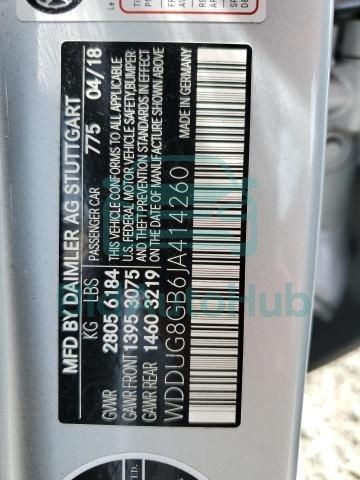 MFD BY DAIMLER AG STUTTGART
KG LBS PASSENGER CAR 775 04/18
GVWR 2805 6184 VEHICLE CONFORMS TO ALL APPLICABLE
GAWR FRONT 1395 3075 U.S. FEDERAL MOTOR VEHICLE SAFETY,BUMPER,
GAWR REAR 1460 3219 AND THEFT PREVENTION STANDARDS IN EFFECT
ON THE DATE OF MANUFACTURE SHOWN ABOVE.
WDDUG8GB6JA414260
MADE IN GERMANY
AutoHub